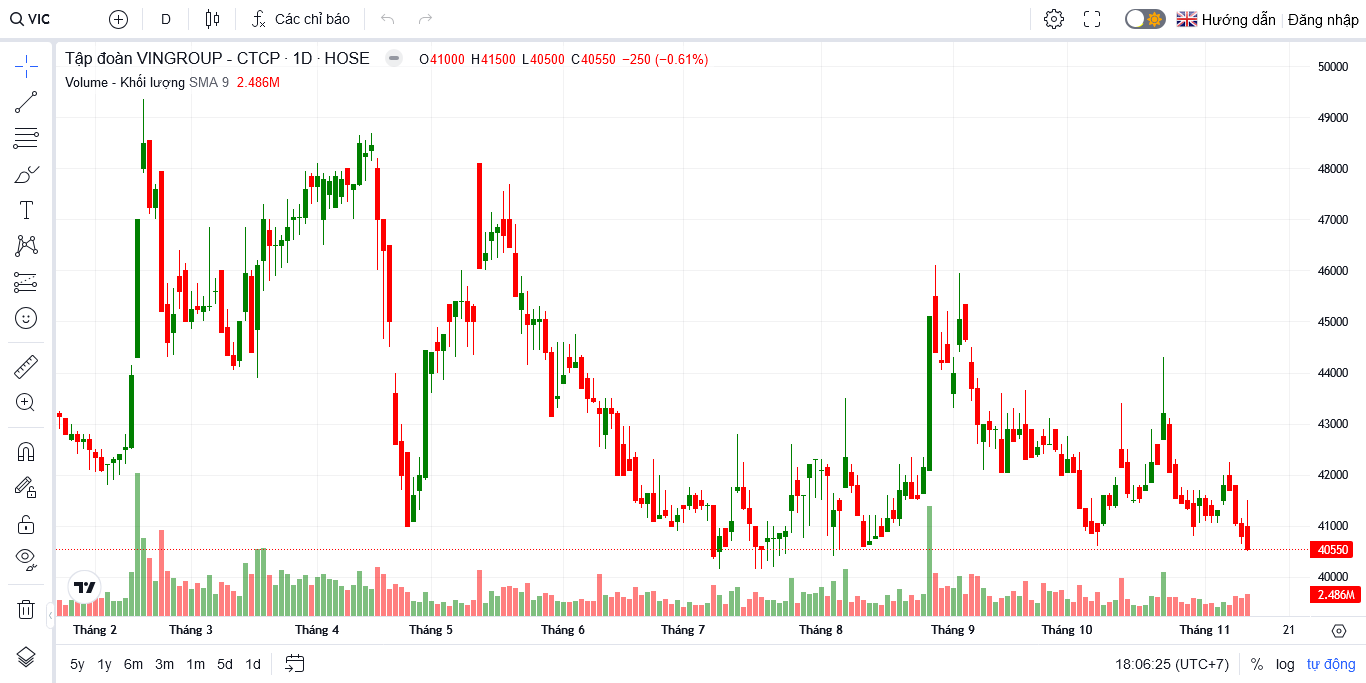 VIC D Các chỉ báo Hướng dẫn Đăng nhập
Tập đoàn VINGROUP - CTCP · 1D · HOSE O41000 H41500 L40500 C40550 −250 (−0.61%)
Volume - Khối lượng SMA 9 2.486M
50000
49000
48000
47000
46000
45000
44000
43000
42000
41000
40550
40000
2.486M
Tháng 2 Tháng 3 Tháng 4 Tháng 5 Tháng 6 Tháng 7 Tháng 8 Tháng 9 Tháng 10 Tháng 11 21
5y 1y 6m 3m 1m 5d 1d 18:06:25 (UTC+7) % log tự động